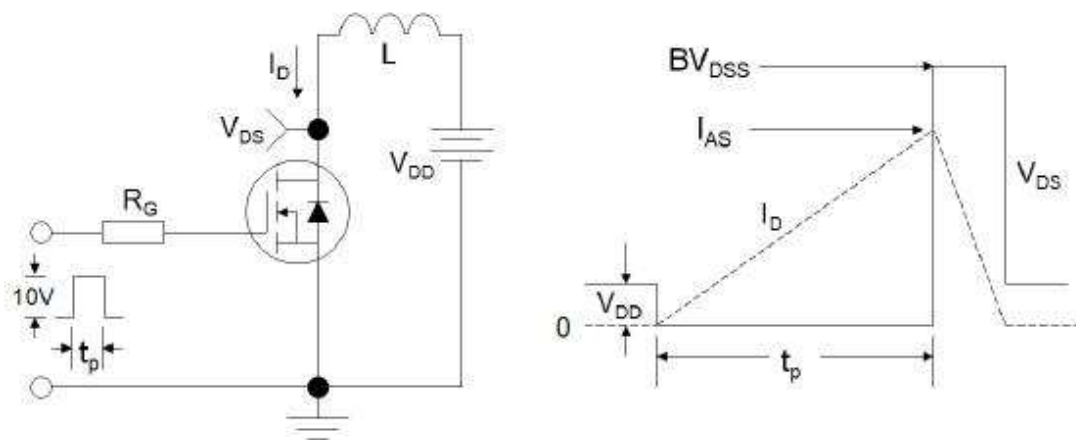 L
I_D
V_DS
V_DD
R_G
10V
t_p
BV_DSS
I_AS
V_DS
I_D
V_DD
0
t_p